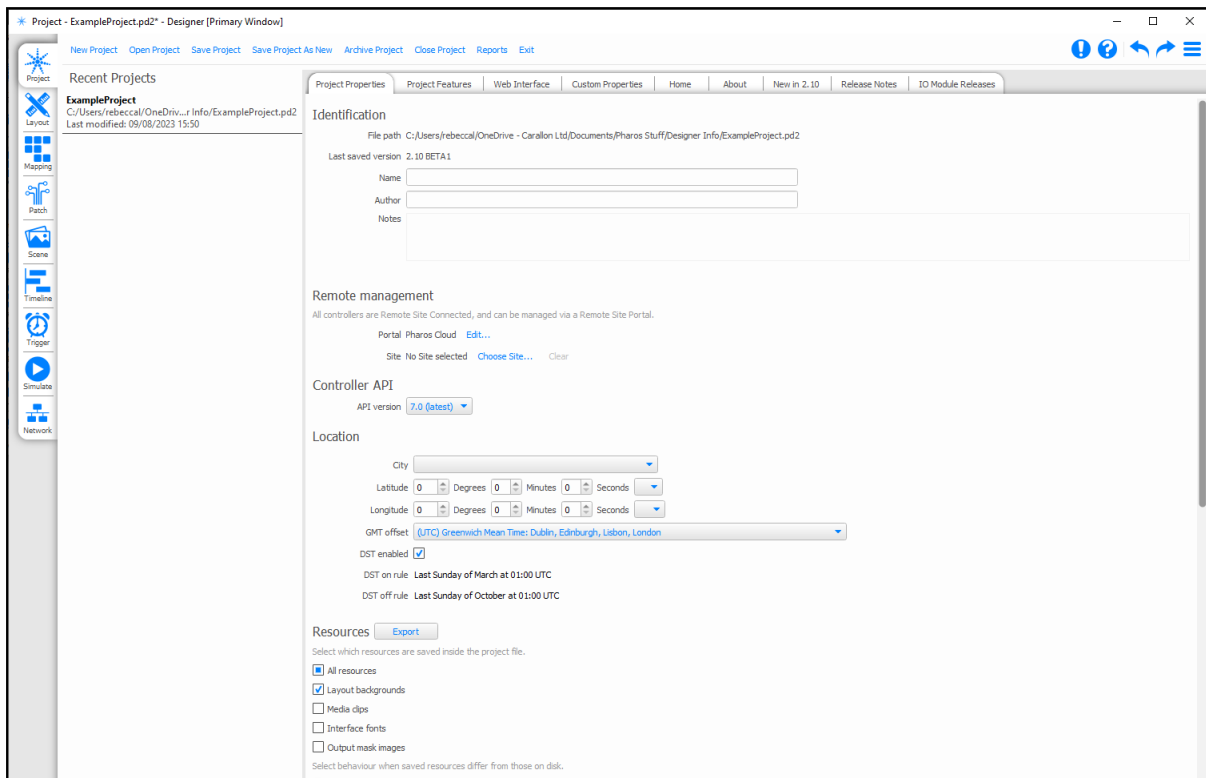 Project - ExampleProject.pd2* - Designer [Primary Window]
New Project Open Project Save Project Save Project As New Archive Project Close Project Reports Exit
Project
Layout
Mapping
Patch
Scene
Timeline
Trigger
Simulate
Network
Recent Projects
ExampleProject
C:/Users/rebeccal/OneDriv...r Info/ExampleProject.pd2
Last modified: 09/08/2023 15:50
Project Properties Project Features Web Interface Custom Properties Home About New in 2.10 Release Notes IO Module Releases
Identification
File path C:/Users/rebeccal/OneDrive - Carallon Ltd/Documents/Pharos Stuff/Designer Info/ExampleProject.pd2
Last saved version 2.10 BETA1
Name
Author
Notes
Remote management
All controllers are Remote Site Connected, and can be managed via a Remote Site Portal.
Portal Pharos Cloud Edit...
Site No Site selected Choose Site... Clear
Controller API
API version 7.0 (latest)
Location
City
Latitude 0 Degrees 0 Minutes 0 Seconds
Longitude 0 Degrees 0 Minutes 0 Seconds
GMT offset (UTC) Greenwich Mean Time: Dublin, Edinburgh, Lisbon, London
DST enabled
DST on rule Last Sunday of March at 01:00 UTC
DST off rule Last Sunday of October at 01:00 UTC
Resources Export
Select which resources are saved inside the project file.
All resources
Layout backgrounds
Media clips
Interface fonts
Output mask images
Select behaviour when saved resources differ from those on disk.